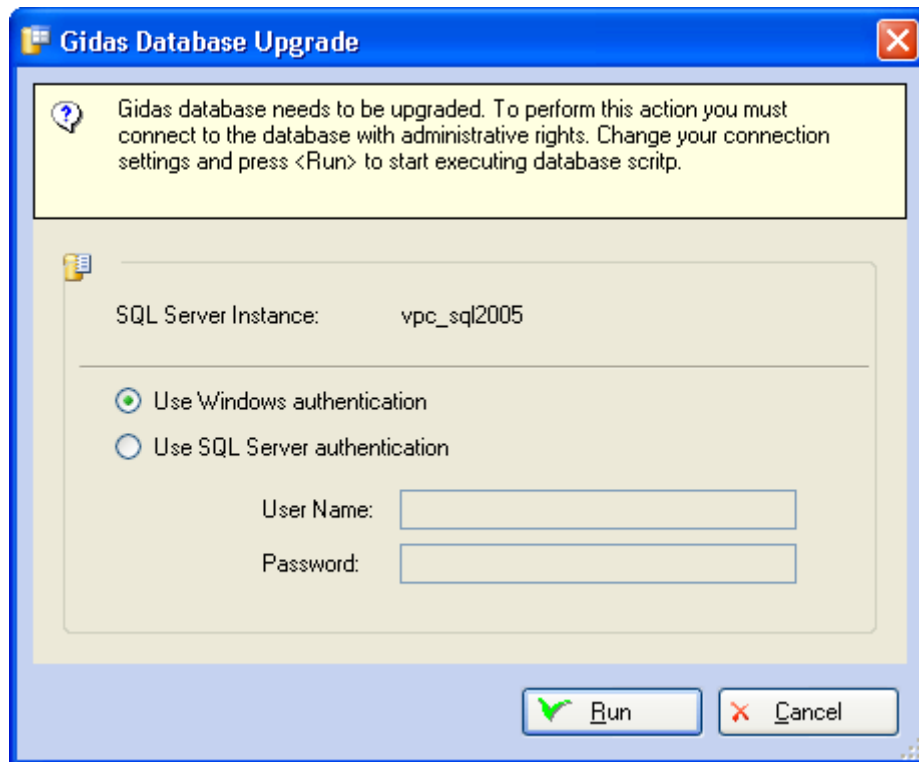 Gidas Database Upgrade
Gidas database needs to be upgraded. To perform this action you must
connect to the database with administrative rights. Change your connection
settings and press <Run> to start executing database scritp.
SQL Server Instance: vpc_sql2005
Use Windows authentication
Use SQL Server authentication
User Name:
Password:
Run Cancel